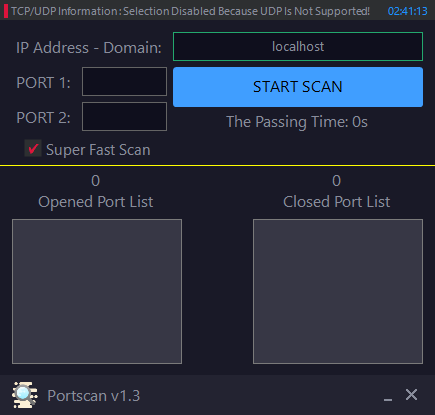 TCP/UDP Information : Selection Disabled Because UDP Is Not Supported! 02:41:13
IP Address - Domain: localhost
PORT 1:
START SCAN
PORT 2:
The Passing Time: 0s
Super Fast Scan
0
Opened Port List
0
Closed Port List
Portscan v1.3